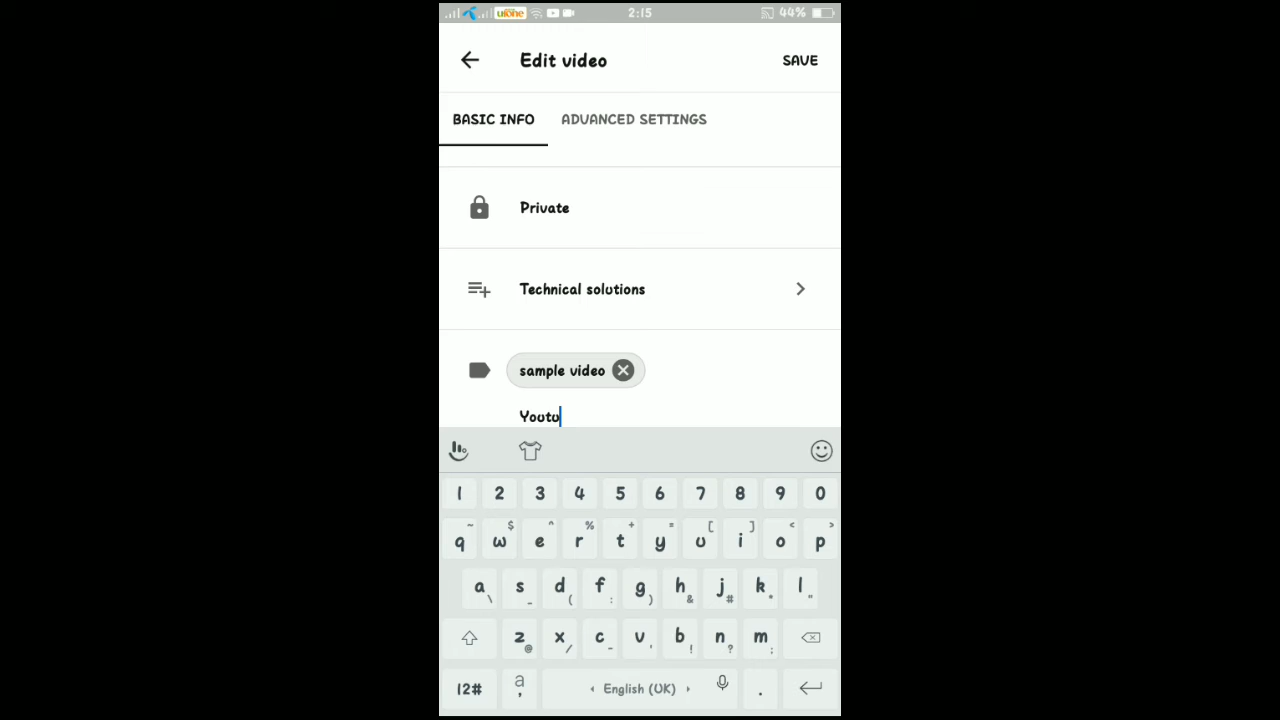 ufone 2:15 44%
Edit video SAVE
BASIC INFO ADVANCED SETTINGS
Private
Technical solutions
sample video
Youtu
1 2 3 4 5 6 7 8 9 0
~ $ ^ % + = [ ] < >
q w e r t y u i o p
a s d f g h j k l
\ _ ( : ) & # * "
z x c v b n m
@ / - ' ! ? ;
12# a , English (UK) .